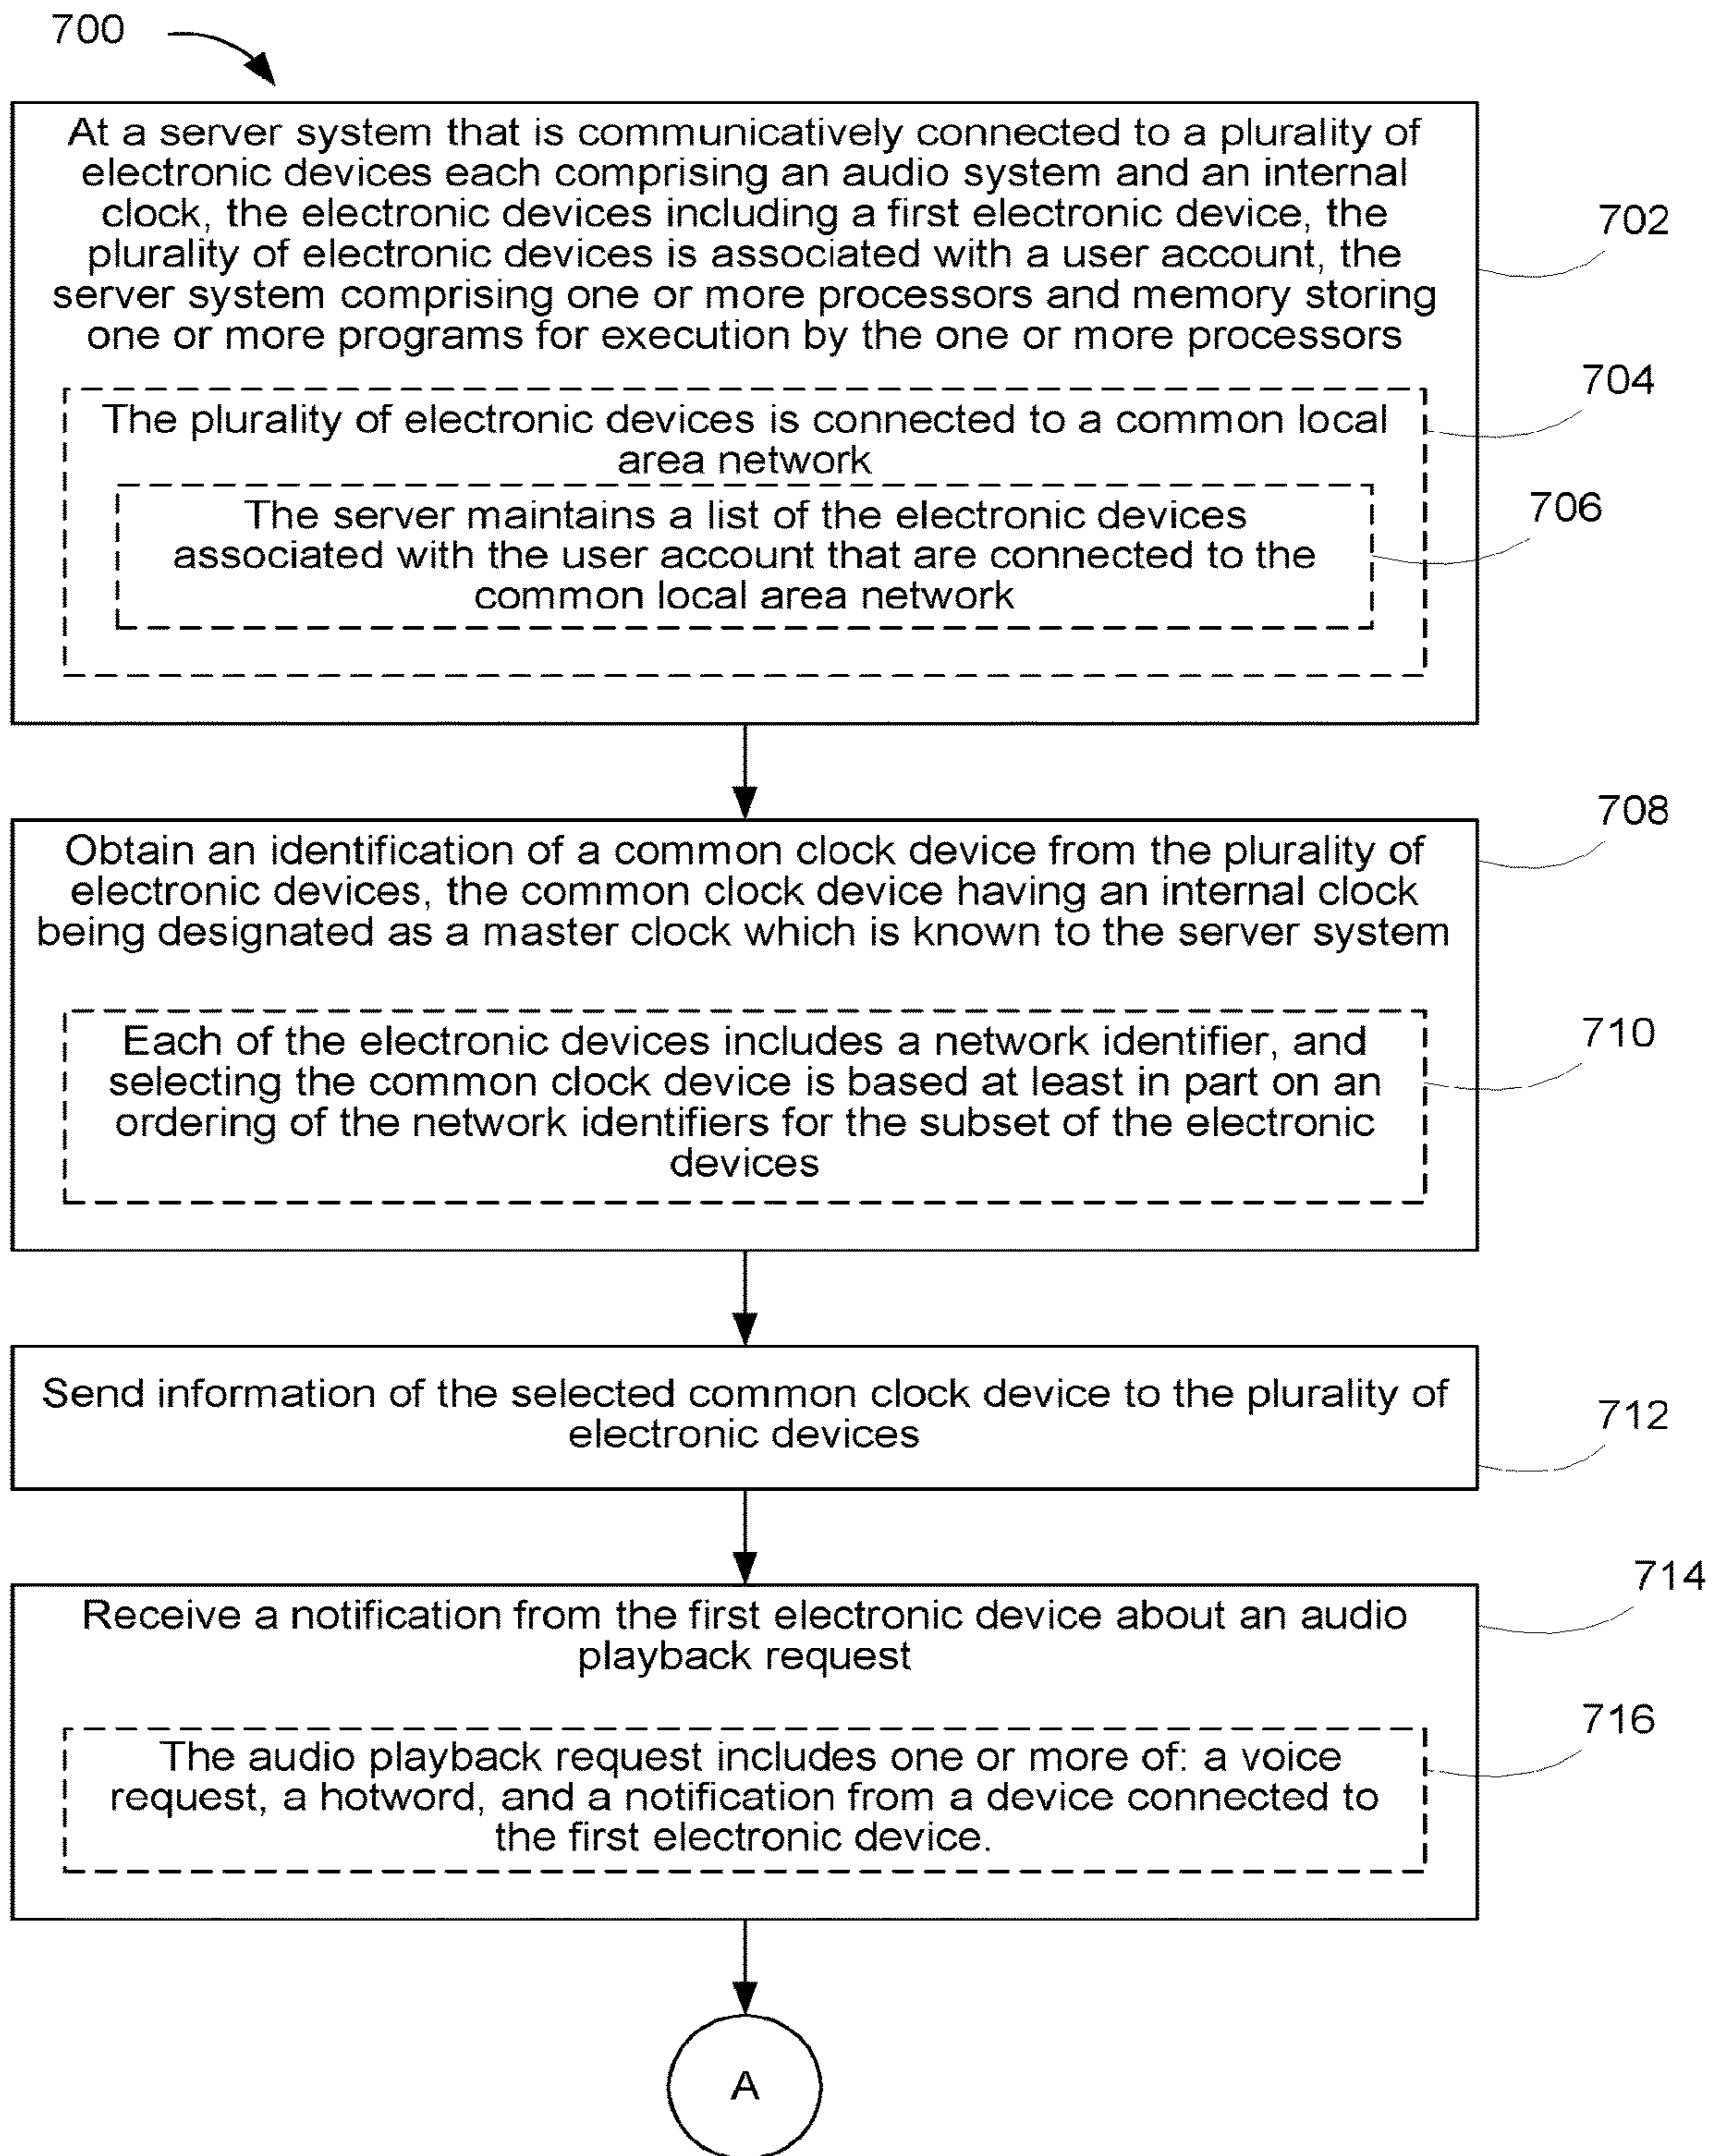 700
At a server system that is communicatively connected to a plurality of
electronic devices each comprising an audio system and an internal
clock, the electronic devices including a first electronic device, the
plurality of electronic devices is associated with a user account, the
server system comprising one or more processors and memory storing
one or more programs for execution by the one or more processors
702
The plurality of electronic devices is connected to a common local
area network
704
The server maintains a list of the electronic devices
associated with the user account that are connected to the
common local area network
706
Obtain an identification of a common clock device from the plurality of
electronic devices, the common clock device having an internal clock
being designated as a master clock which is known to the server system
708
Each of the electronic devices includes a network identifier, and
selecting the common clock device is based at least in part on an
ordering of the network identifiers for the subset of the electronic
devices
710
Send information of the selected common clock device to the plurality of
electronic devices
712
Receive a notification from the first electronic device about an audio
playback request
714
The audio playback request includes one or more of: a voice
request, a hotword, and a notification from a device connected to
the first electronic device.
716
A